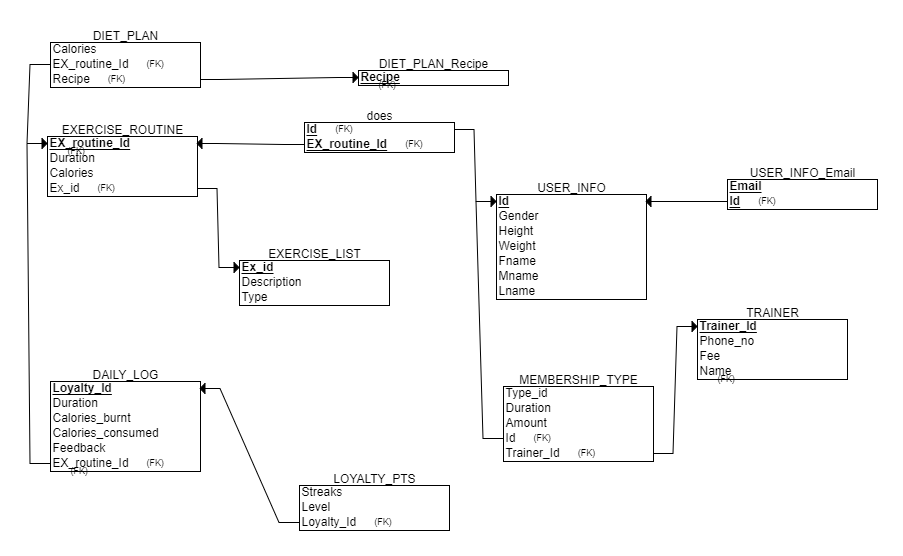 DIET_PLAN
Calories
EX_routine_Id (FK)
Recipe (FK)
DIET_PLAN_Recipe
Recipe
(FK)
does
Id (FK)
EX_routine_Id (FK)
EXERCISE_ROUTINE
EX_routine_Id
(FK)
Duration
Calories
Ex_id (FK)
USER_INFO
Id
Gender
Height
Weight
Fname
Mname
Lname
USER_INFO_Email
Email
Id (FK)
EXERCISE_LIST
Ex_id
Description
Type
TRAINER
Trainer_Id
Phone_no
Fee
Name
(FK)
DAILY_LOG
Loyalty_Id
Duration
Calories_burnt
Calories_consumed
Feedback
EX_routine_Id (FK)
(FK)
MEMBERSHIP_TYPE
Type_id
Duration
Amount
Id (FK)
Trainer_Id (FK)
LOYALTY_PTS
Streaks
Level
Loyalty_Id (FK)